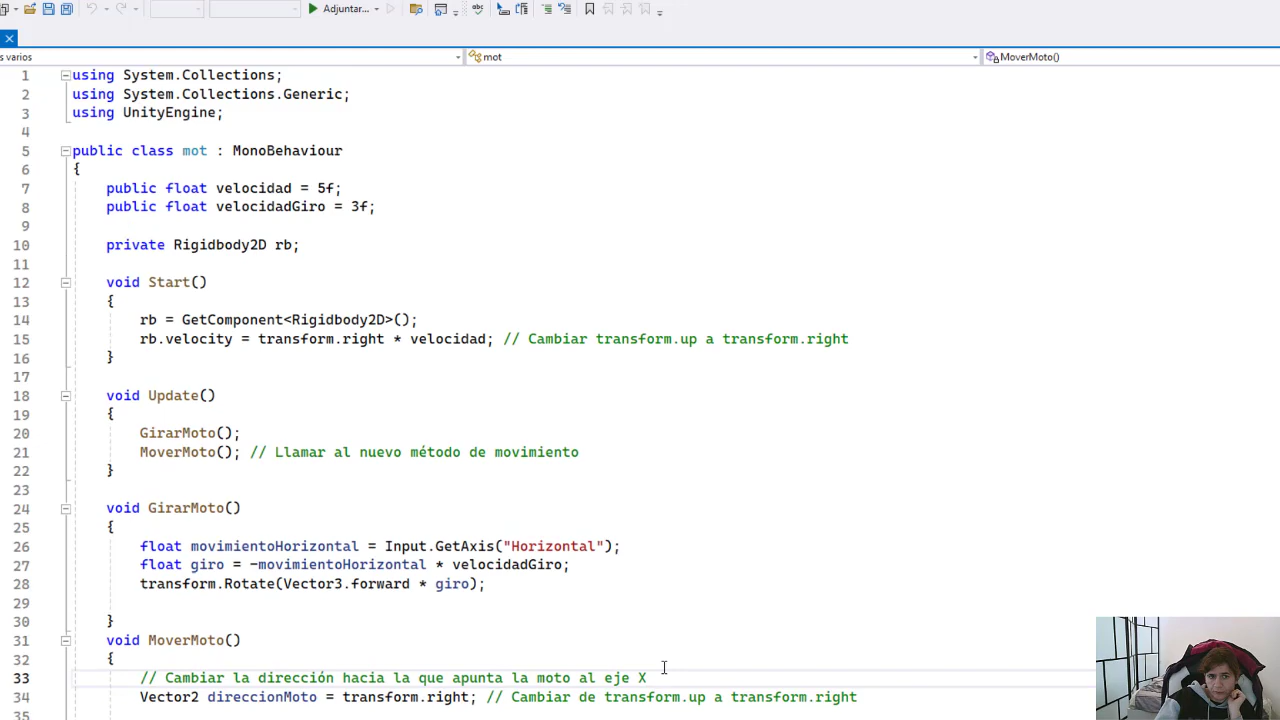 Adjuntar...
s varios
mot
MoverMoto()
1 using System.Collections;
2 using System.Collections.Generic;
3 using UnityEngine;
4
5 public class mot : MonoBehaviour
6 {
7 public float velocidad = 5f;
8 public float velocidadGiro = 3f;
9
10 private Rigidbody2D rb;
11
12 void Start()
13 {
14 rb = GetComponent<Rigidbody2D>();
15 rb.velocity = transform.right * velocidad; // Cambiar transform.up a transform.right
16 }
17
18 void Update()
19 {
20 GirarMoto();
21 MoverMoto(); // Llamar al nuevo método de movimiento
22 }
23
24 void GirarMoto()
25 {
26 float movimientoHorizontal = Input.GetAxis("Horizontal");
27 float giro = -movimientoHorizontal * velocidadGiro;
28 transform.Rotate(Vector3.forward * giro);
29
30 }
31 void MoverMoto()
32 {
33 // Cambiar la dirección hacia la que apunta la moto al eje X
34 Vector2 direccionMoto = transform.right; // Cambiar de transform.up a transform.right
35